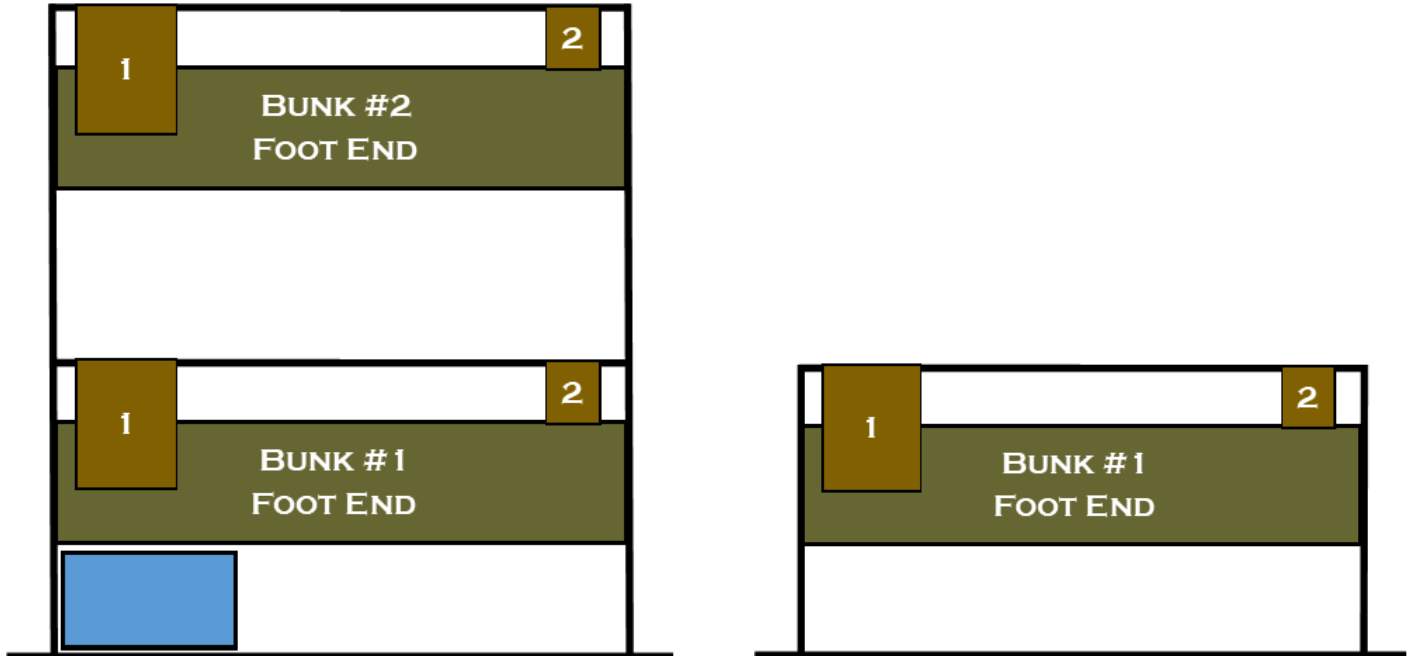 1
2
BUNK #2
FOOT END
1
2
BUNK #1
FOOT END
1
2
BUNK #1
FOOT END